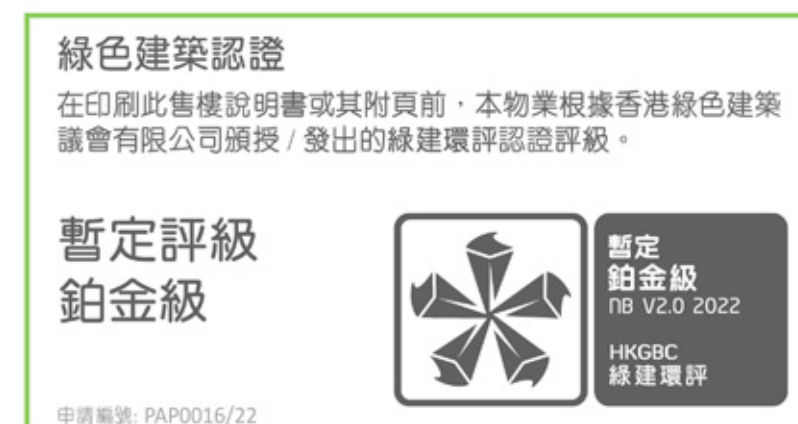 綠色建築認證
在印刷此售樓說明書或其附頁前，本物業根據香港綠色建築
議會有限公司頒授 / 發出的綠建環評認證評級。
暫定評級
鉑金級
暫定
鉑金級
NB V2.0 2022
HKGBC
綠建環評
申請編號: PAP0016/22